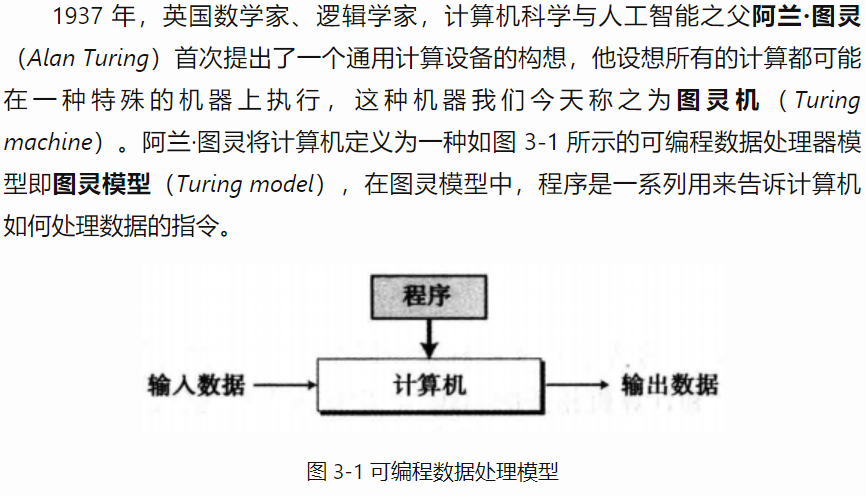 1937 年，英国数学家、逻辑学家，计算机科学与人工智能之父阿兰·图灵
（Alan Turing）首次提出了一个通用计算设备的构想，他设想所有的计算都可能
在一种特殊的机器上执行，这种机器我们今天称之为图灵机（Turing
machine）。阿兰·图灵将计算机定义为一种如图 3-1 所示的可编程数据处理器模
型即图灵模型（Turing model），在图灵模型中，程序是一系列用来告诉计算机
如何处理数据的指令。
程序
输入数据 计算机 输出数据
图 3-1 可编程数据处理模型